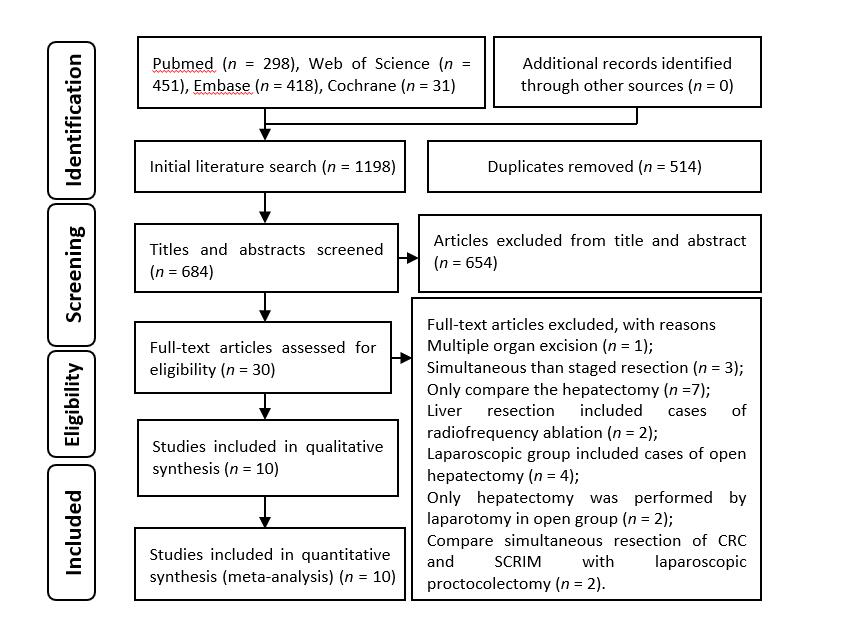 Identification
Pubmed (n = 298), Web of Science (n =
451), Embase (n = 418), Cochrane (n = 31)
Additional records identified
through other sources (n = 0)
Initial literature search (n = 1198)
Duplicates removed (n = 514)
Screening
Titles and abstracts screened
(n = 684)
Articles excluded from title and abstract
(n = 654)
Eligibility
Full-text articles assessed for
eligibility (n = 30)
Full-text articles excluded, with reasons
Multiple organ excision (n = 1);
Simultaneous than staged resection (n = 3);
Only compare the hepatectomy (n =7);
Liver resection included cases of
radiofrequency ablation (n = 2);
Laparoscopic group included cases of open
hepatectomy (n = 4);
Only hepatectomy was performed by
laparotomy in open group (n = 2);
Compare simultaneous resection of CRC
and SCRIM with laparoscopic
proctocolectomy (n = 2).
Studies included in qualitative
synthesis (n = 10)
Included
Studies included in quantitative
synthesis (meta-analysis) (n = 10)